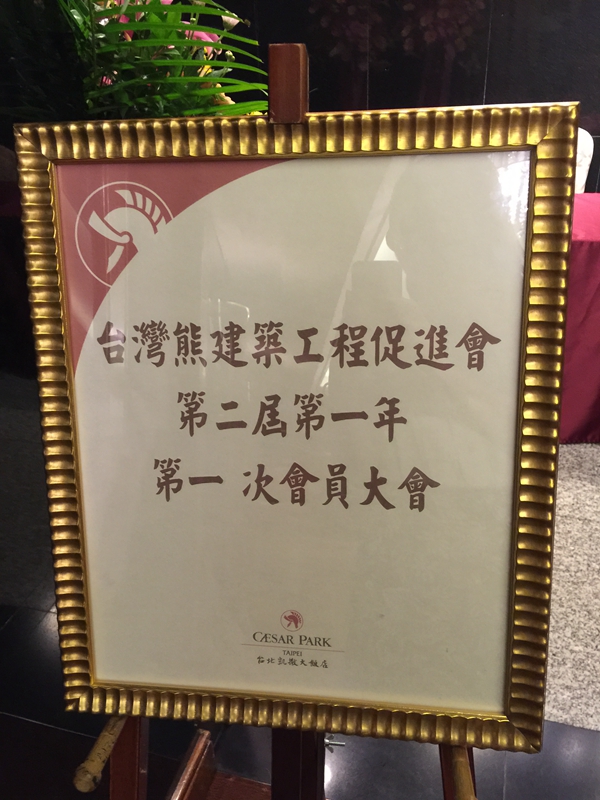 台灣熊建築工程促進會
第二屆第一年
第一 次會員大會
CÆSAR PARK
TAIPEI
台北凱撒大飯店